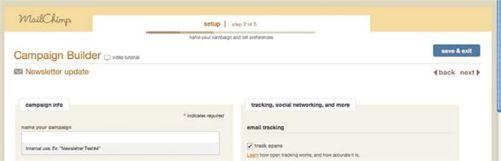 MailChimp
setup | step 2 of 5
name your campaign and set preferences
Campaign Builder video tutorial
save & exit
Newsletter update
back next
campaign info
tracking, social networking, and more
* indicates required
name your campaign
email tracking
Internal use. Ex: "Newsletter Test#4"
track opens
Learn how open tracking works, and how accurate it is.